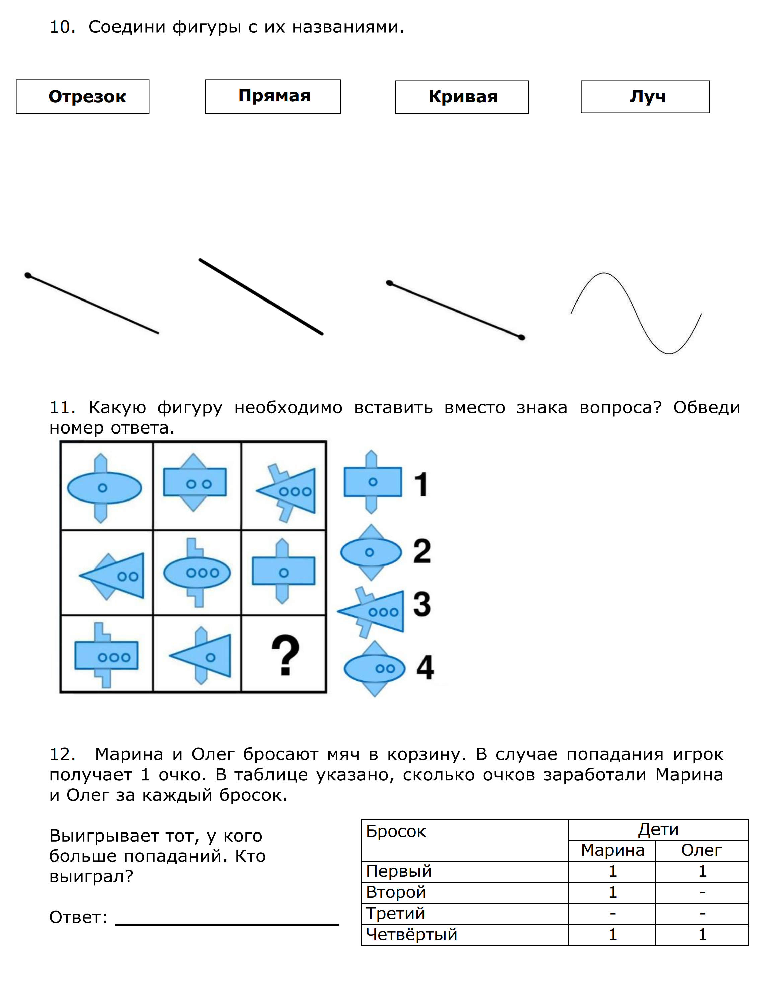 10. Соедини фигуры с их названиями.
Отрезок
Прямая
Кривая
Луч
11. Какую фигуру необходимо вставить вместо знака вопроса? Обведи
номер ответа.
?
1
2
3
4
12. Марина и Олег бросают мяч в корзину. В случае попадания игрок
получает 1 очко. В таблице указано, сколько очков заработали Марина
и Олег за каждый бросок.
Выигрывает тот, у кого
больше попаданий. Кто
выиграл?
Ответ:
Бросок Дети
Марина Олег
Первый 1 1
Второй 1 -
Третий - -
Четвёртый 1 1